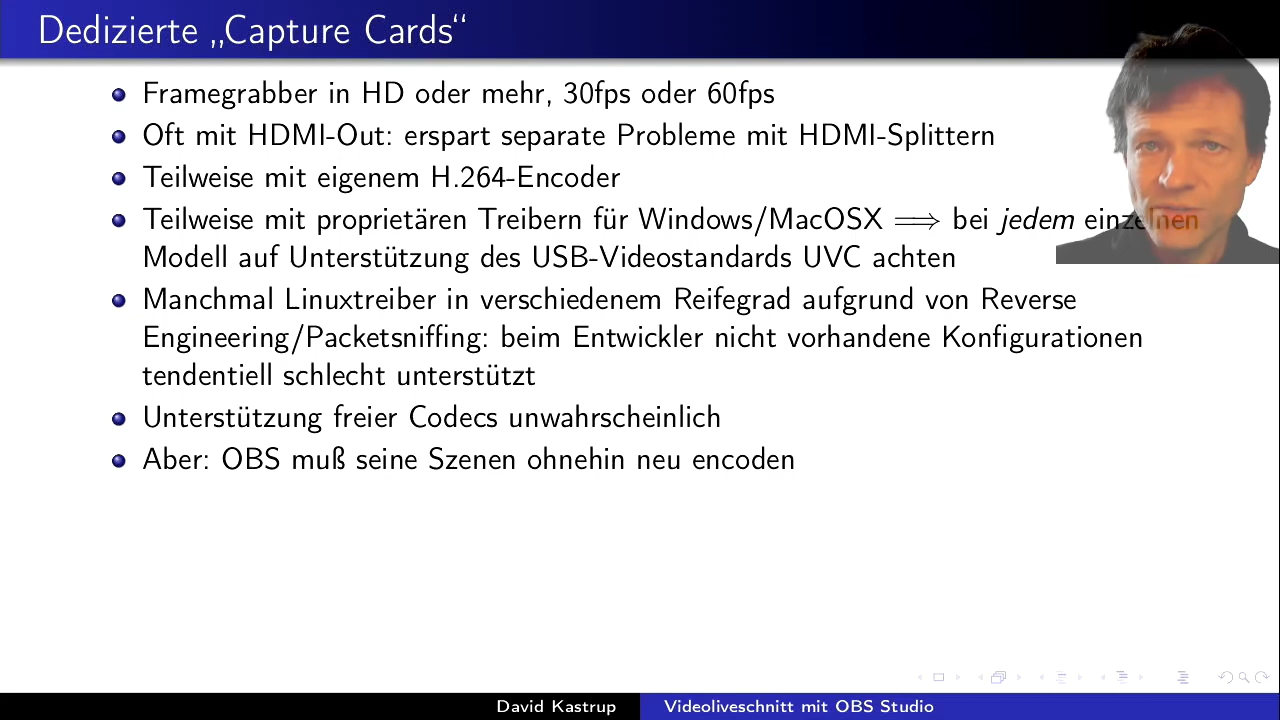 Dedizierte „Capture Cards“
Framegrabber in HD oder mehr, 30fps oder 60fps
Oft mit HDMI-Out: erspart separate Probleme mit HDMI-Splittern
Teilweise mit eigenem H.264-Encoder
Teilweise mit proprietären Treibern für Windows/MacOSX ⟹ bei jedem einzelnen
Modell auf Unterstützung des USB-Videostandards UVC achten
Manchmal Linuxtreiber in verschiedenem Reifegrad aufgrund von Reverse
Engineering/Packetsniffing: beim Entwickler nicht vorhandene Konfigurationen
tendentiell schlecht unterstützt
Unterstützung freier Codecs unwahrscheinlich
Aber: OBS muß seine Szenen ohnehin neu encoden
David Kastrup
Videoliveschnitt mit OBS Studio